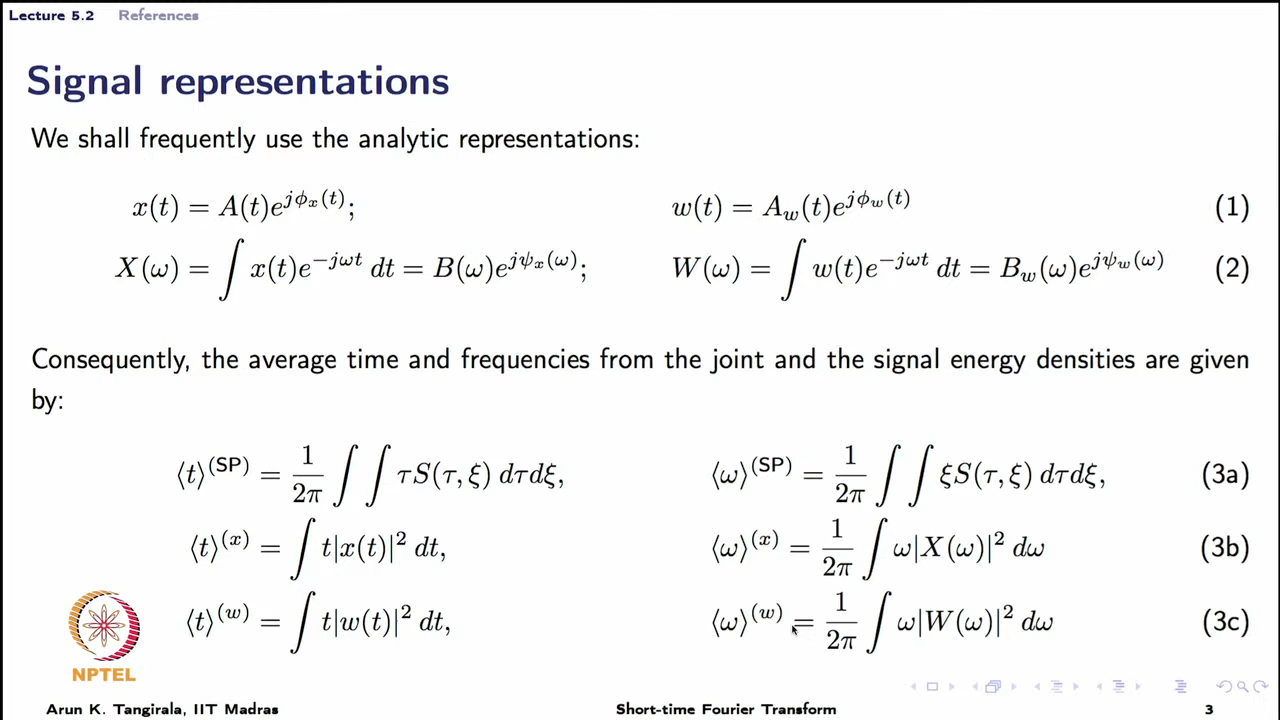 Lecture 5.2 References
Signal representations
We shall frequently use the analytic representations:
x(t) = A(t)e^{jϕ_x(t)}; w(t) = A_w(t)e^{jϕ_w(t)} (1)
X(ω) = ∫ x(t)e^{−jωt} dt = B(ω)e^{jψ_x(ω)}; W(ω) = ∫ w(t)e^{−jωt} dt = B_w(ω)e^{jψ_w(ω)} (2)
Consequently, the average time and frequencies from the joint and the signal energy densities are given
by:
⟨t⟩^{(SP)} = \frac{1}{2π} ∫ ∫ τS(τ, ξ) dτdξ, ⟨ω⟩^{(SP)} = \frac{1}{2π} ∫ ∫ ξS(τ, ξ) dτdξ, (3a)
⟨t⟩^{(x)} = ∫ t|x(t)|^2 dt, ⟨ω⟩^{(x)} = \frac{1}{2π} ∫ ω|X(ω)|^2 dω (3b)
⟨t⟩^{(w)} = ∫ t|w(t)|^2 dt, ⟨ω⟩^{(w)} = \frac{1}{2π} ∫ ω|W(ω)|^2 dω (3c)
NPTEL
Arun K. Tangirala, IIT Madras Short-time Fourier Transform 3